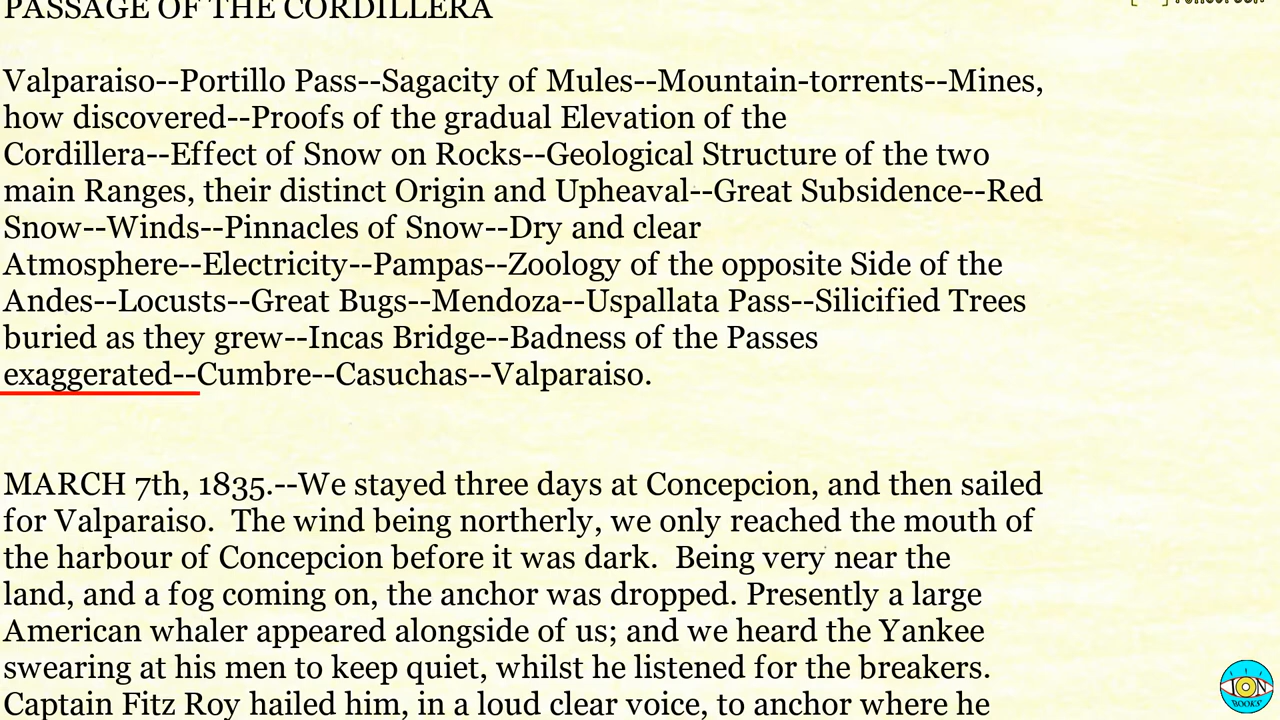 PASSAGE OF THE CORDILLERA
Valparaiso--Portillo Pass--Sagacity of Mules--Mountain-torrents--Mines,
how discovered--Proofs of the gradual Elevation of the
Cordillera--Effect of Snow on Rocks--Geological Structure of the two
main Ranges, their distinct Origin and Upheaval--Great Subsidence--Red
Snow--Winds--Pinnacles of Snow--Dry and clear
Atmosphere--Electricity--Pampas--Zoology of the opposite Side of the
Andes--Locusts--Great Bugs--Mendoza--Uspallata Pass--Silicified Trees
buried as they grew--Incas Bridge--Badness of the Passes
exaggerated--Cumbre--Casuchas--Valparaiso.
MARCH 7th, 1835.--We stayed three days at Concepcion, and then sailed
for Valparaiso.  The wind being northerly, we only reached the mouth of
the harbour of Concepcion before it was dark.  Being very near the
land, and a fog coming on, the anchor was dropped. Presently a large
American whaler appeared alongside of us; and we heard the Yankee
swearing at his men to keep quiet, whilst he listened for the breakers.
Captain Fitz Roy hailed him, in a loud clear voice, to anchor where he
ION
BOOKS